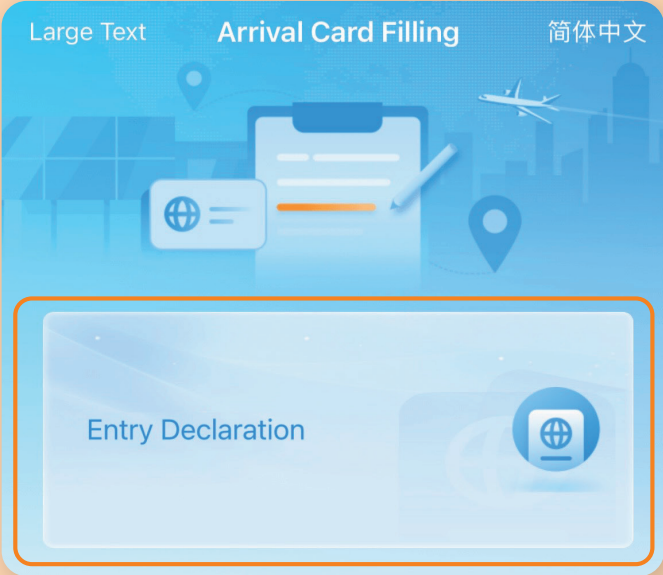 Large Text
Arrival Card Filling
简体中文
Entry Declaration